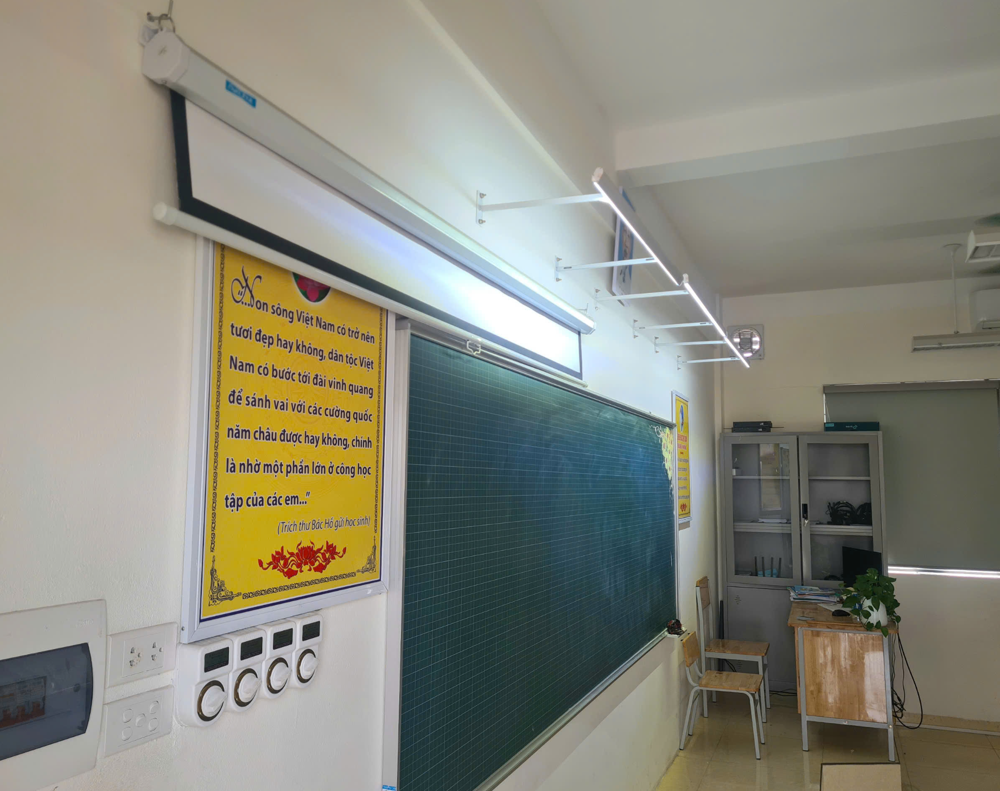 “...Non sông Việt Nam có trở nên
tươi đẹp hay không, dân tộc Việt
Nam có bước tới đài vinh quang
để sánh vai với các cường quốc
năm châu được hay không, chính
là nhờ một phần lớn ở công học
tập của các em...”
(Trích thư Bác Hồ gửi học sinh)